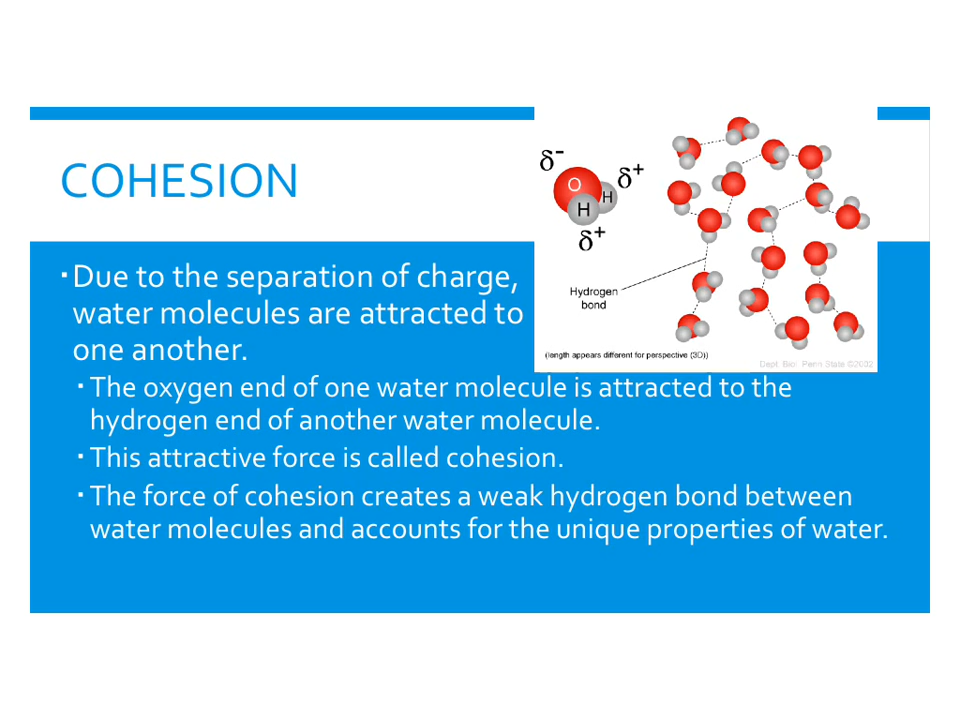 COHESION
▪ Due to the separation of charge,
water molecules are attracted to
one another.
▪ The oxygen end of one water molecule is attracted to the
hydrogen end of another water molecule.
▪ This attractive force is called cohesion.
▪ The force of cohesion creates a weak hydrogen bond between
water molecules and accounts for the unique properties of water.
δ-
δ+
O
H
H
δ+
Hydrogen
bond
(length appears different for perspective (3D))
Dept. Biol. Penn State ©2002